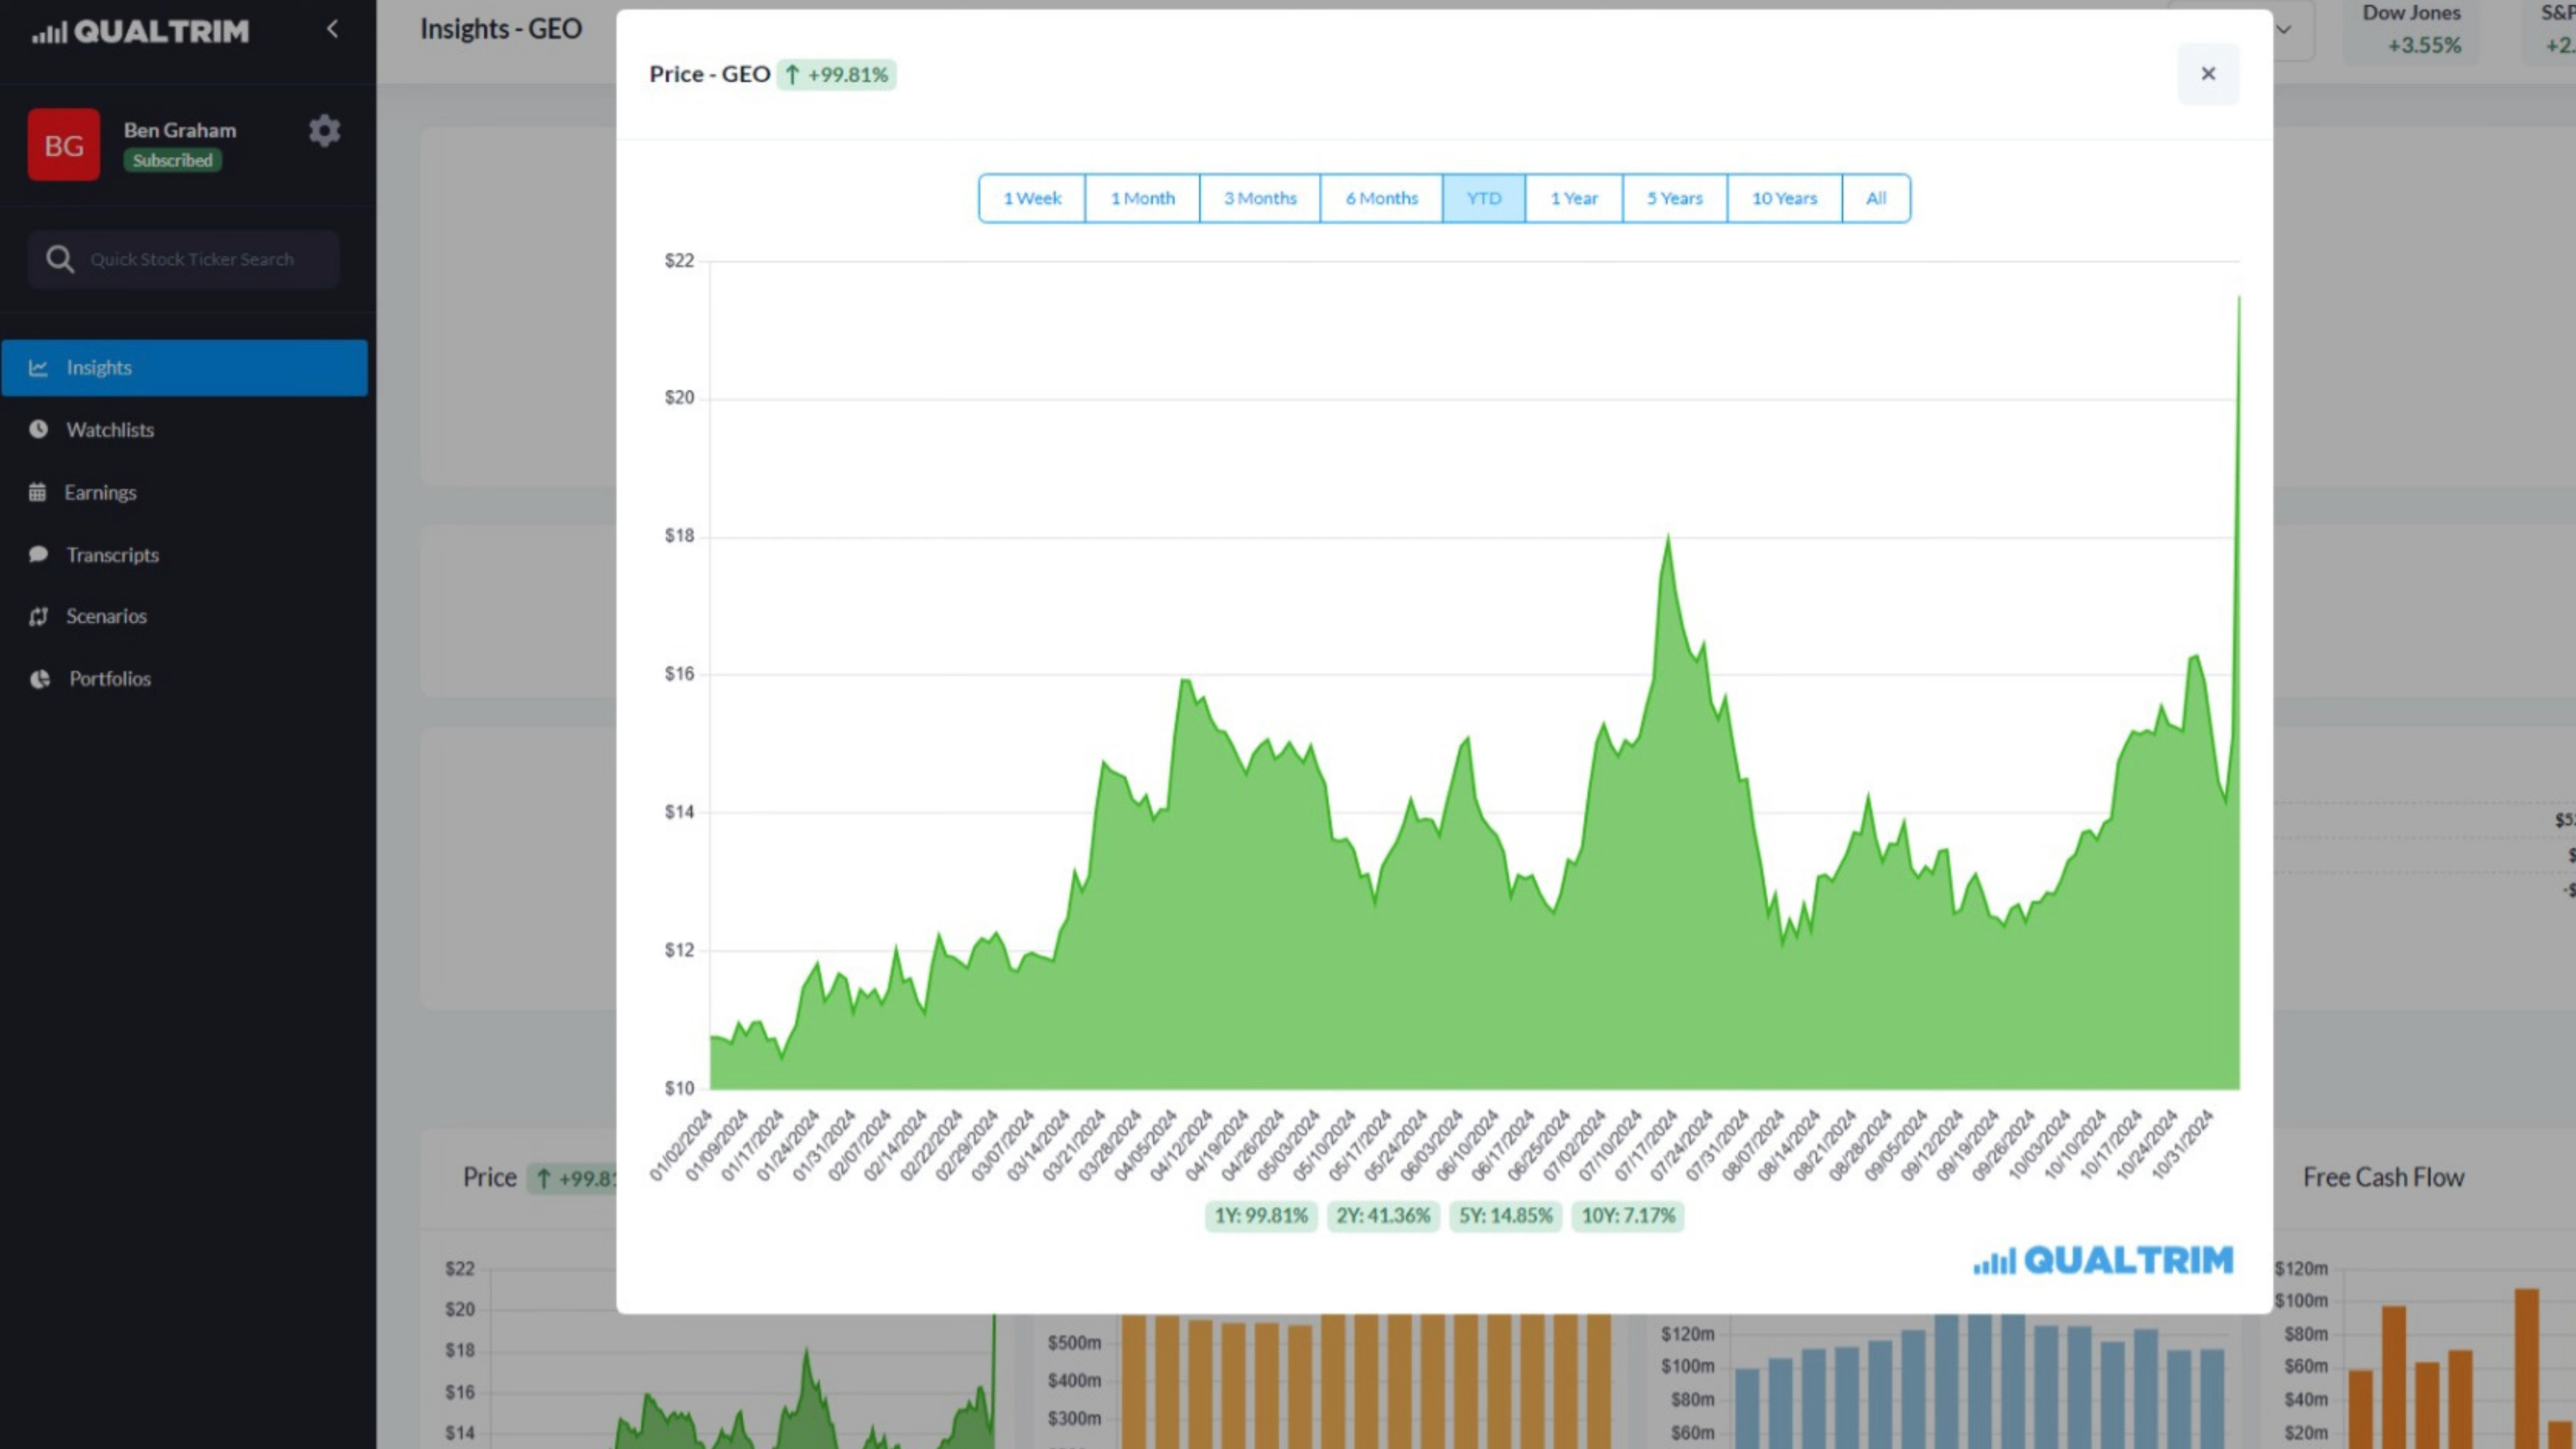 QUALTRIM
BG
Ben Graham
Subscribed
Quick Stock Ticker Search
Insights
Watchlists
Earnings
Transcripts
Scenarios
Portfolios
Insights - GEO
Dow Jones
+3.55%
S&P
+2.
Price - GEO
↑ +99.81%
×
1 Week
1 Month
3 Months
6 Months
YTD
1 Year
5 Years
10 Years
All
$22
$20
$18
$16
$14
$12
$10
01/02/2024
01/09/2024
01/17/2024
01/24/2024
01/31/2024
02/07/2024
02/14/2024
02/22/2024
02/29/2024
03/07/2024
03/14/2024
03/21/2024
03/28/2024
04/05/2024
04/12/2024
04/19/2024
04/26/2024
05/03/2024
05/10/2024
05/17/2024
05/24/2024
06/03/2024
06/10/2024
06/17/2024
06/25/2024
07/02/2024
07/10/2024
07/17/2024
07/24/2024
07/31/2024
08/07/2024
08/14/2024
08/21/2024
08/28/2024
09/05/2024
09/12/2024
09/19/2024
09/26/2024
10/03/2024
10/10/2024
10/17/2024
10/24/2024
10/31/2024
1Y: 99.81%
2Y: 41.36%
5Y: 14.85%
10Y: 7.17%
QUALTRIM
$
-$
Price
↑ +99.81
$22
$20
$18
$16
$14
$500m
$400m
$300m
$120m
$100m
$80m
$60m
Free Cash Flow
$120m
$100m
$80m
$60m
$40m
$20m